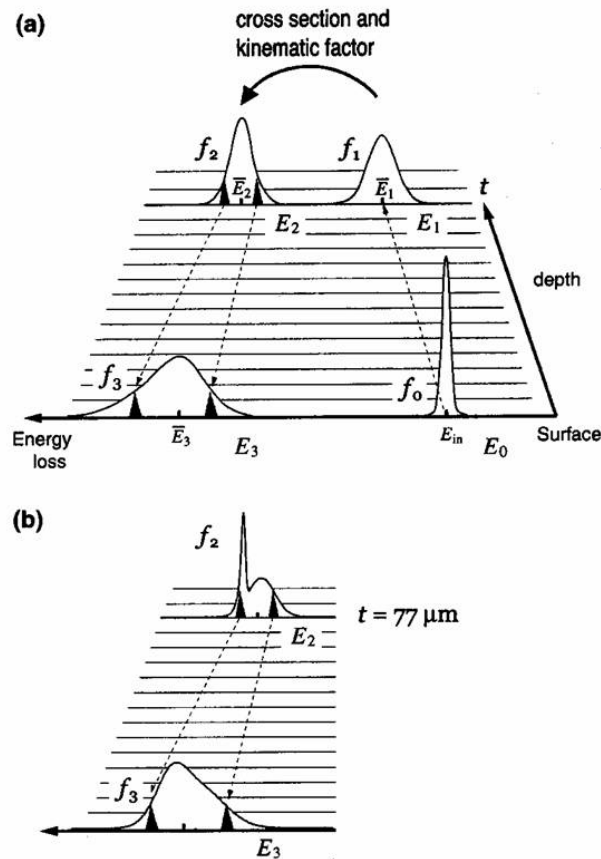 (a)
cross section and
kinematic factor
f₂
f₁
Ē₂
Ē₁
t
E₂
E₁
depth
f₃
f₀
Energy
loss
Ē₃
E₃
E_in
E₀
Surface
(b)
f₂
E₂
t = 77 μm
f₃
E₃